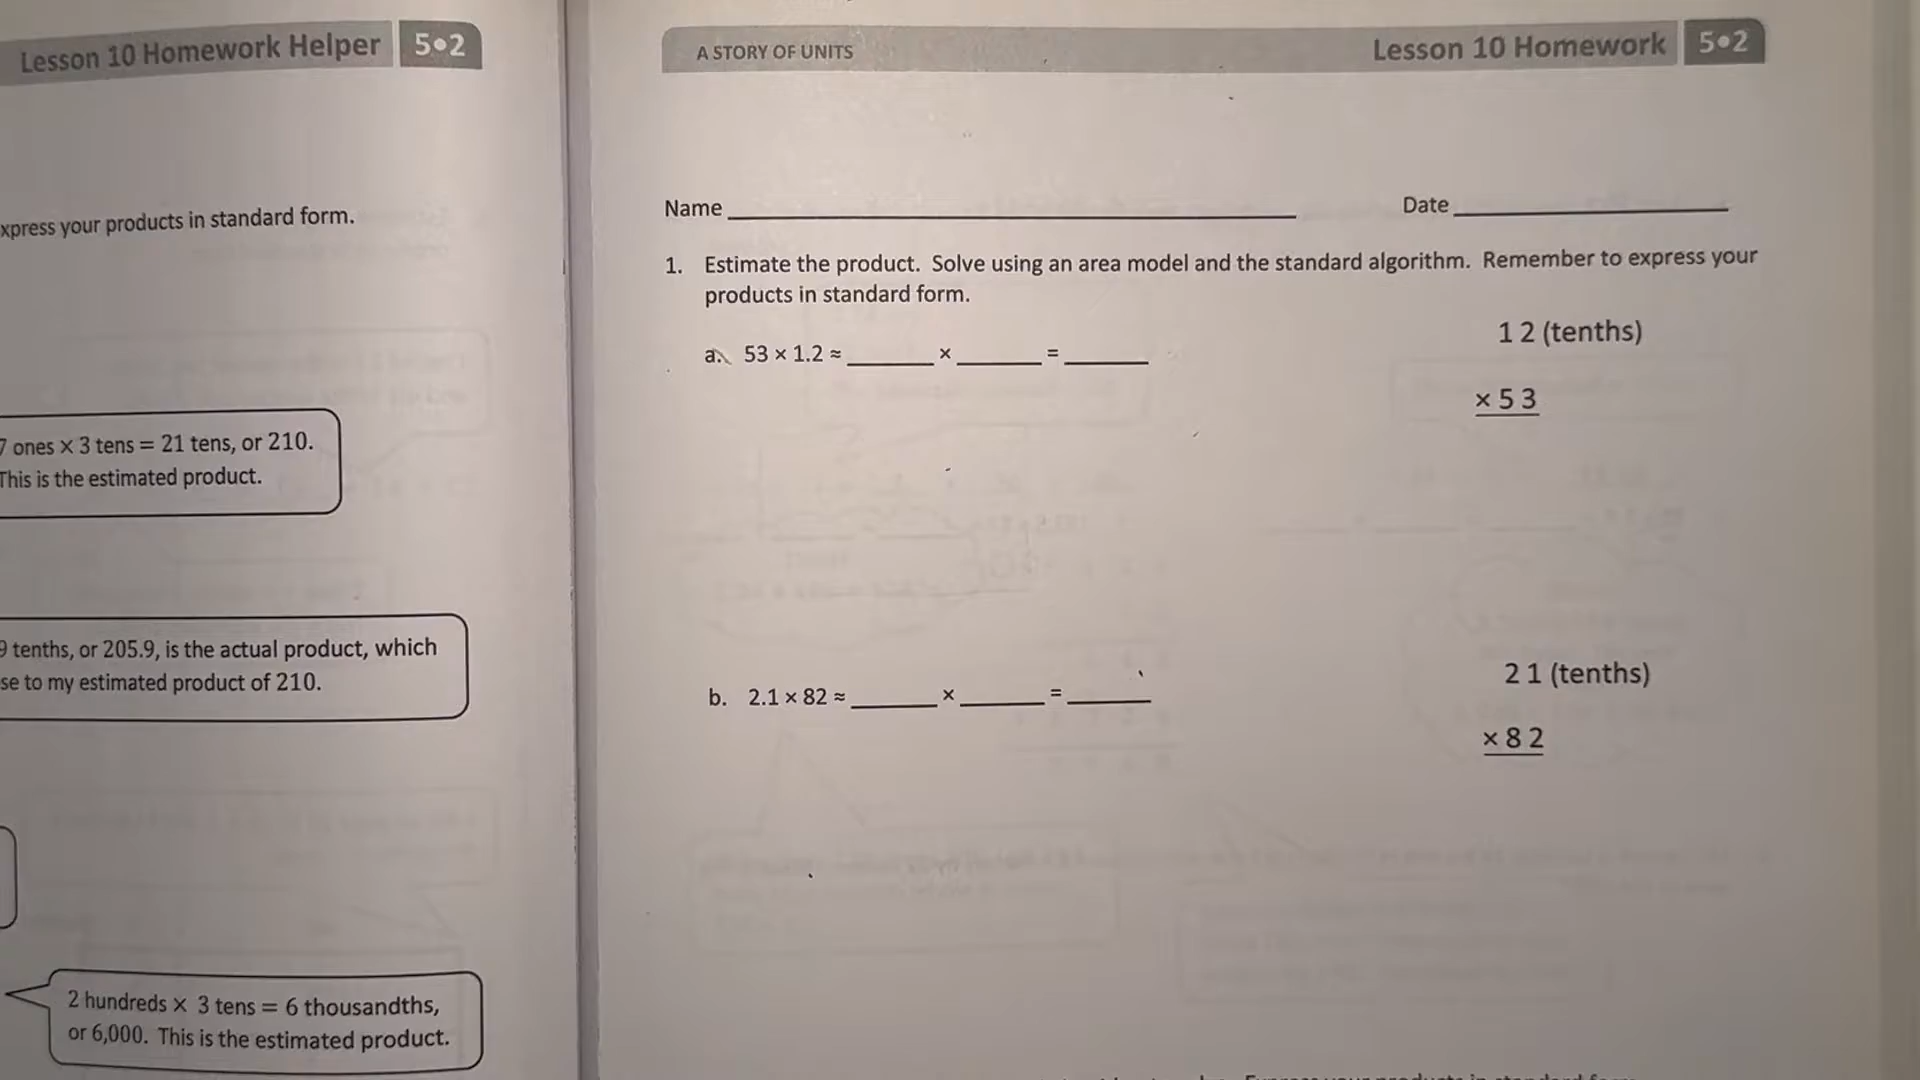 Lesson 10 Homework Helper 5•2
xpress your products in standard form.
7 ones × 3 tens = 21 tens, or 210.
This is the estimated product.
9 tenths, or 205.9, is the actual product, which
se to my estimated product of 210.
2 hundreds × 3 tens = 6 thousandths,
or 6,000. This is the estimated product.
A STORY OF UNITS Lesson 10 Homework 5•2
Name Date
1. Estimate the product. Solve using an area model and the standard algorithm. Remember to express your
products in standard form.
a. 53 × 1.2 ≈ ______ × ______ = ______
1 2 (tenths)
× 5 3
b. 2.1 × 82 ≈ ______ × ______ = ______
2 1 (tenths)
× 8 2